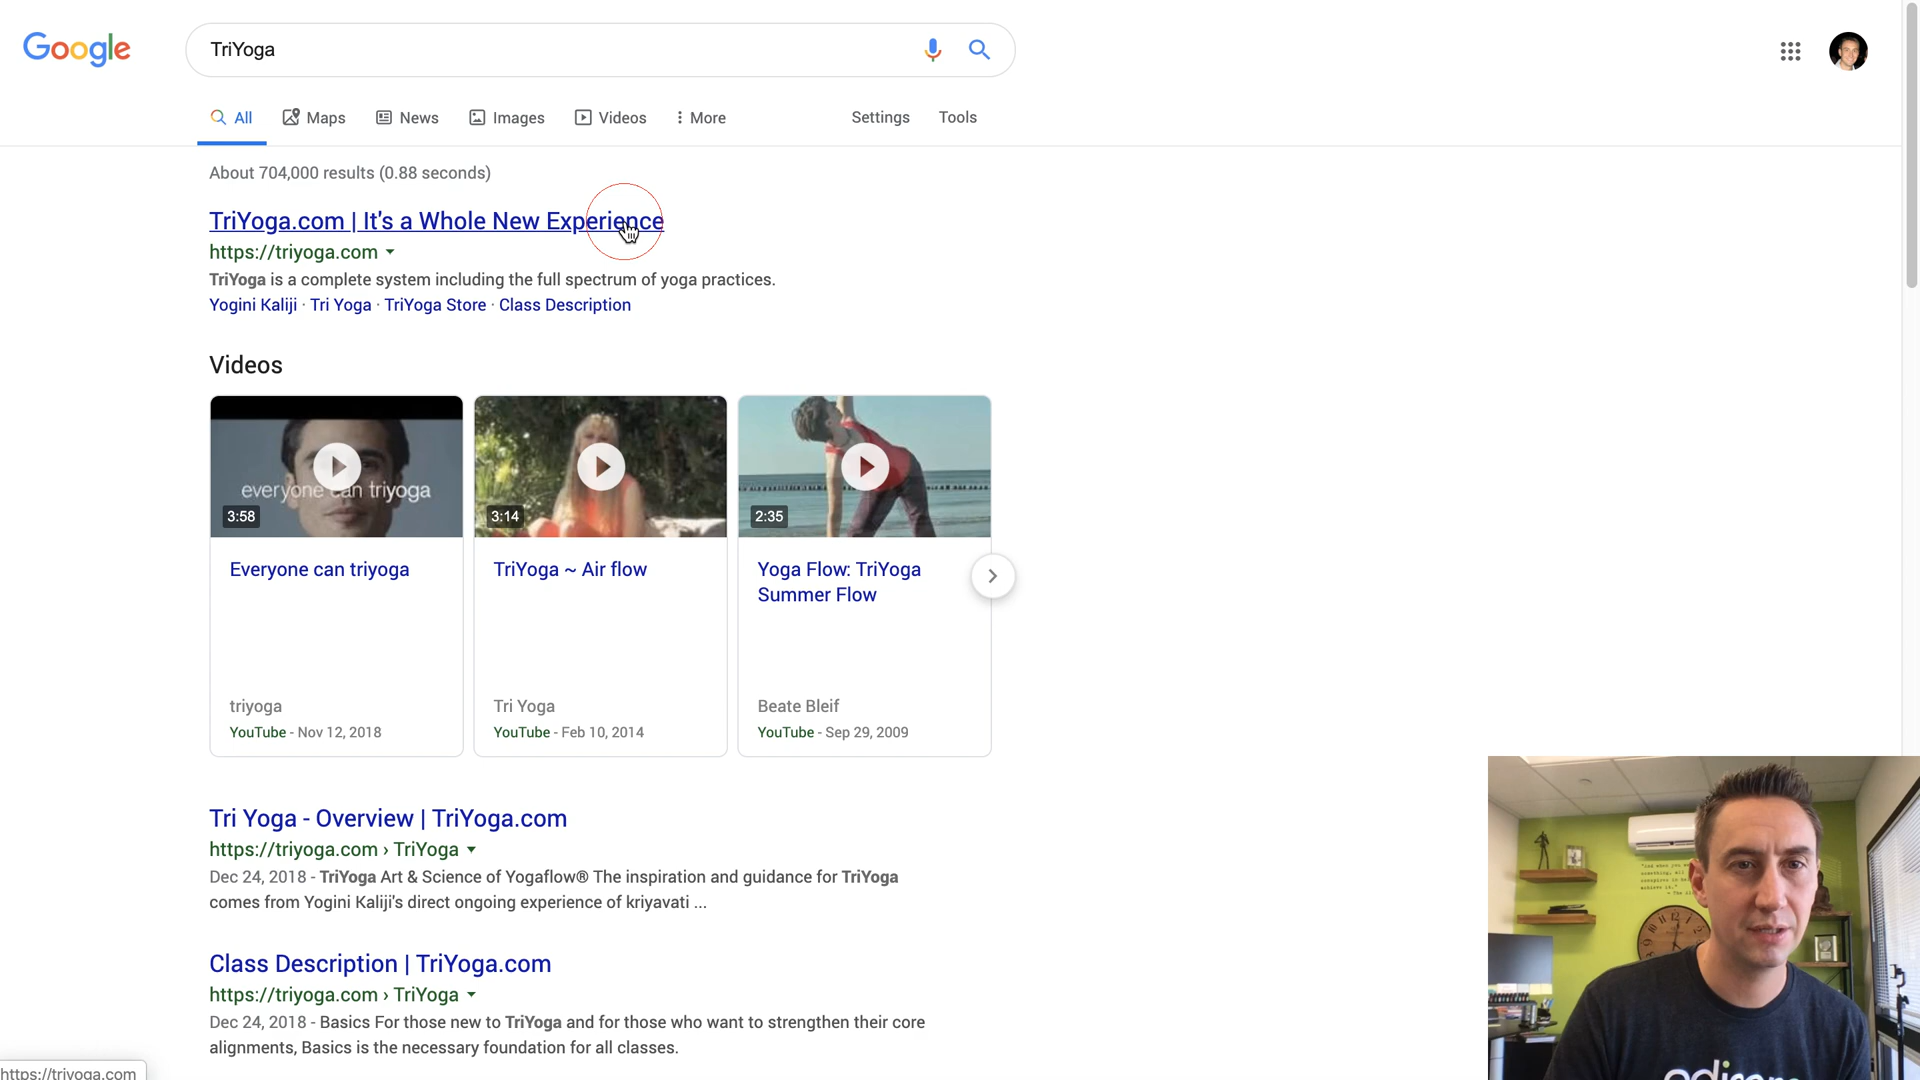 Google
TriYoga
All
Maps
News
Images
Videos
More
Settings
Tools
About 704,000 results (0.88 seconds)
TriYoga.com | It's a Whole New Experience
https://triyoga.com
TriYoga is a complete system including the full spectrum of yoga practices.
Yogini Kaliji · Tri Yoga · TriYoga Store · Class Description
Videos
everyone can triyoga
3:58
3:14
2:35
Everyone can triyoga
TriYoga ~ Air flow
Yoga Flow: TriYoga
Summer Flow
triyoga
YouTube - Nov 12, 2018
Tri Yoga
YouTube - Feb 10, 2014
Beate Bleif
YouTube - Sep 29, 2009
Tri Yoga - Overview | TriYoga.com
https://triyoga.com › TriYoga
Dec 24, 2018 - TriYoga Art & Science of Yogaflow® The inspiration and guidance for TriYoga
comes from Yogini Kaliji's direct ongoing experience of kriyavati ...
Class Description | TriYoga.com
https://triyoga.com › TriYoga
Dec 24, 2018 - Basics For those new to TriYoga and for those who want to strengthen their core
alignments, Basics is the necessary foundation for all classes.
https://triyoga.com